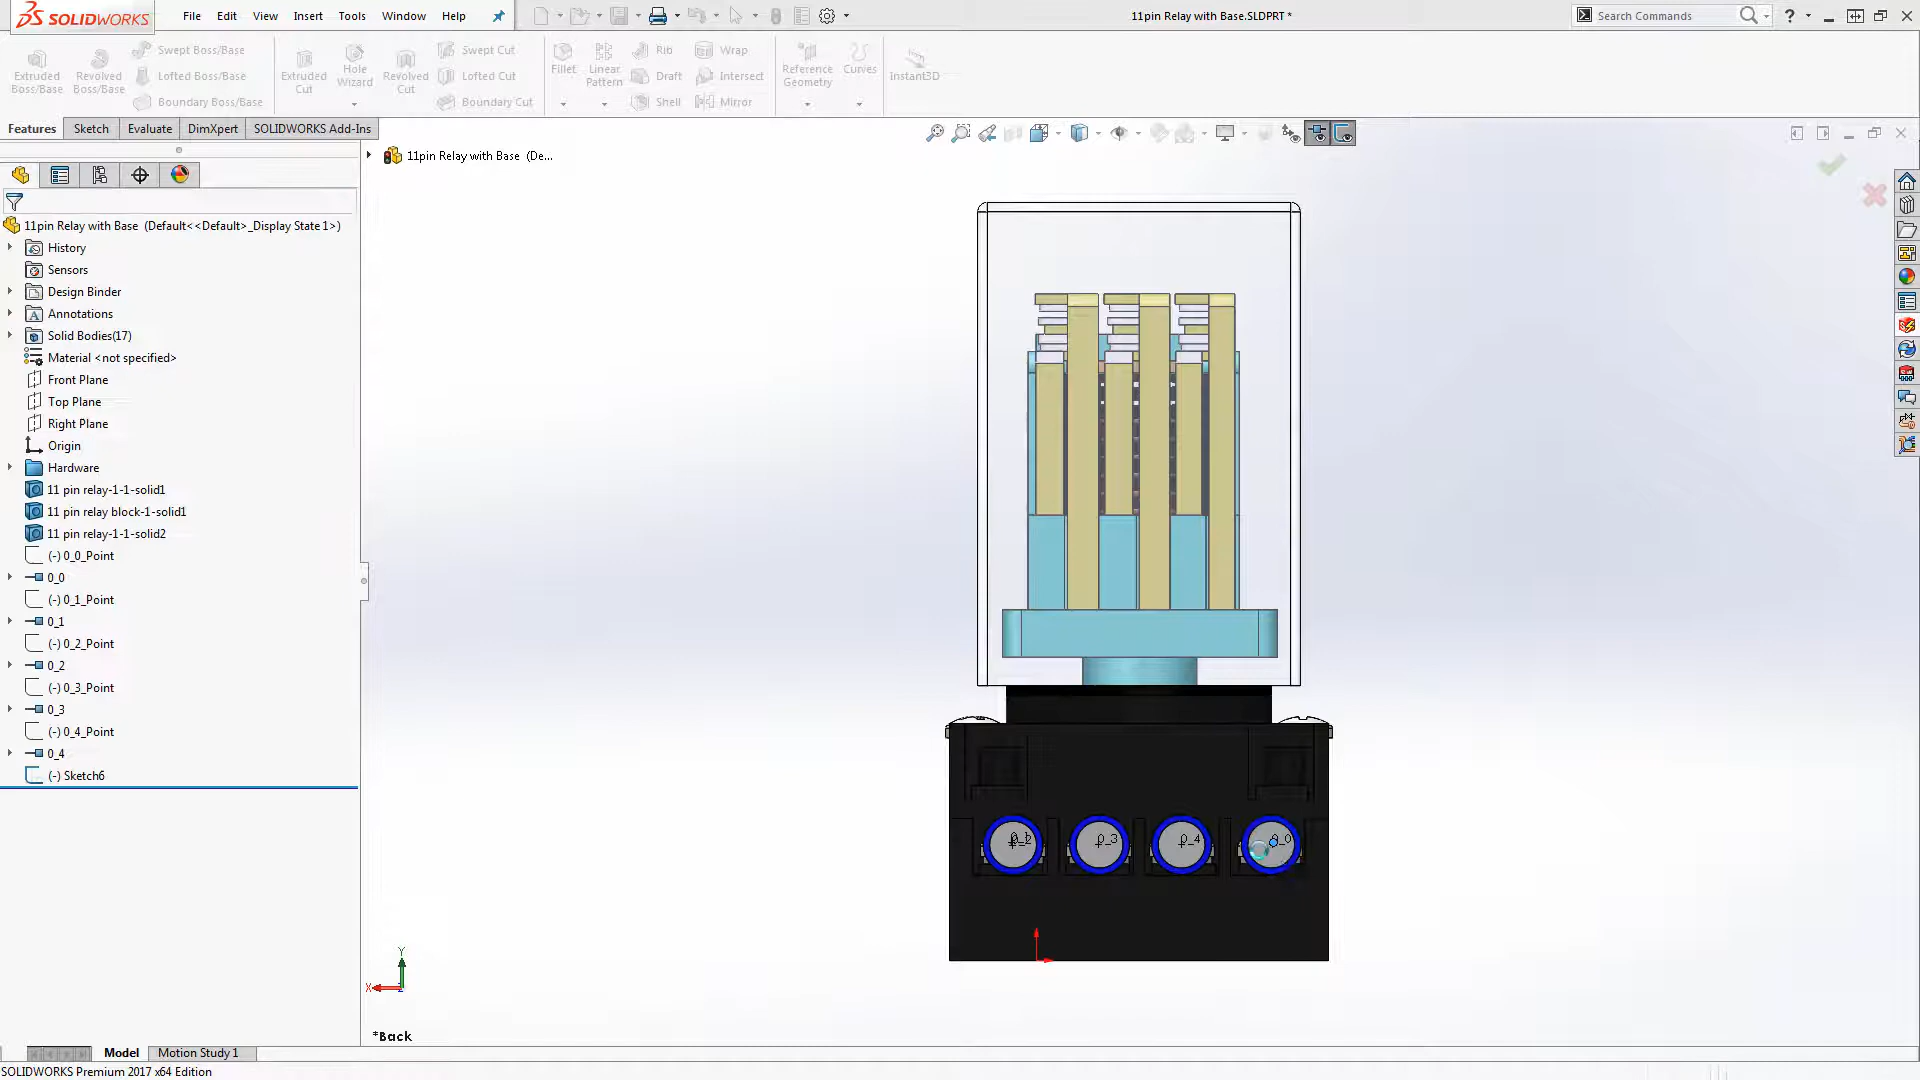 SOLIDWORKS
File Edit View Insert Tools Window Help
11pin Relay with Base.SLDPRT *
Search Commands
Extruded Boss/Base
Revolved Boss/Base
Swept Boss/Base
Lofted Boss/Base
Boundary Boss/Base
Extruded Cut
Hole Wizard
Revolved Cut
Swept Cut
Lofted Cut
Boundary Cut
Fillet
Linear Pattern
Rib
Draft
Shell
Wrap
Intersect
Mirror
Reference Geometry
Curves
Instant3D
Features Sketch Evaluate DimXpert SOLIDWORKS Add-Ins
11pin Relay with Base (De...
11pin Relay with Base (Default<<Default>_Display State 1>)
History
Sensors
Design Binder
Annotations
Solid Bodies(17)
Material <not specified>
Front Plane
Top Plane
Right Plane
Origin
Hardware
11 pin relay-1-1-solid1
11 pin relay block-1-solid1
11 pin relay-1-1-solid2
(-) 0_0_Point
0_0
(-) 0_1_Point
0_1
(-) 0_2_Point
0_2
(-) 0_3_Point
0_3
(-) 0_4_Point
0_4
(-) Sketch6
0_3 0_4 0_0
Y
X
*Back
Model Motion Study 1
SOLIDWORKS Premium 2017 x64 Edition